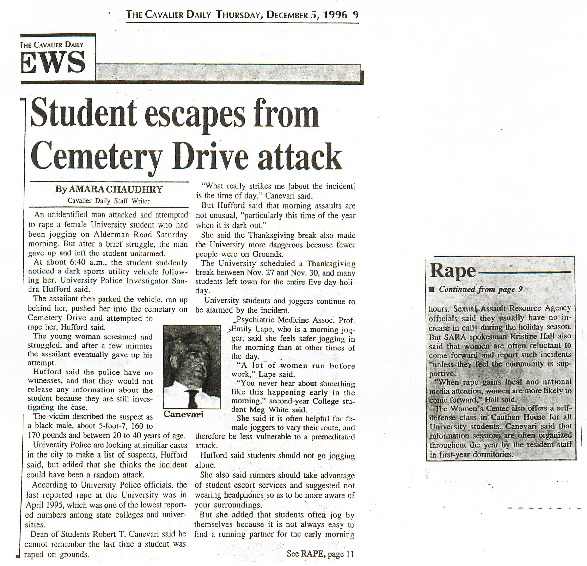 THE CAVALIER DAILY THURSDAY, DECEMBER 5, 1996 9
THE CAVALIER DAILY
EWS
Student escapes from
Cemetery Drive attack
By AMARA CHAUDHRY
Cavalier Daily Staff Writer
An unidentified man attacked and attempted
to rape a female University student who had
been jogging on Alderman Road Saturday
morning. But after a brief struggle, the man
gave up and left the student unharmed.
At about 6:40 a.m., the student suddenly
noticed a dark sports utility vehicle follow-
ing her, University Police Investigator San-
dra Hufford said.
The assailant then parked the vehicle, ran up
behind her, pushed her into the cemetary on
Cemetery Drive and attempted to
rape her, Hufford said.
The young woman screamed and
struggled, and after a few minutes
the assailant eventually gave up his
attempt.
Hufford said the police have no
witnesses, and that they would not
release any information about the
student because they are still inves-
tigating the case.
The victim described the suspect as
a black male, about 5-foot-7, 160 to
170 pounds and between 20 to 40 years of age.
University Police are looking at similar cases
in the city to make a list of suspects, Hufford
said, but added that she thinks the incident
could have been a random attack.
According to University Police officials, the
last reported rape at the University was in
April 1995, which was one of the lowest report-
ed numbers among state colleges and univer-
sities.
Dean of Students Robert T. Canevari said he
cannot remember the last time a student was
raped on grounds.
"What really strikes me [about the incident]
is the time of day," Canevari said.
But Hufford said that morning assaults are
not unusual, "particularly this time of the year
when it is dark out."
She said the Thanksgiving break also made
the University more dangerous because fewer
people were on Grounds.
The University scheduled a Thanksgiving
break between Nov. 27 and Nov. 30, and many
students left town for the entire five day holi-
day.
University students and joggers continue to
be alarmed by the incident.
Psychiatric Medicine Assoc. Prof.
Emily Lape, who is a morning jog-
ger, said she feels safer jogging in
the morning than at other times of
the day.
"A lot of women run before
work," Lape said.
"You never hear about something
like this happening early in the
morning," second-year College stu-
dent Meg White said.
She said it is often helpful for fe-
male joggers to vary their route, and
therefore be less vulnerable to a premeditated
attack.
Hufford said students should not go jogging
alone.
She also said runners should take advantage
of student escort services and suggested not
wearing headphones so as to be more aware of
your surroundings.
But she added that students often jog by
themselves because it is not always easy to
find a running partner for the early morning
See RAPE, page 11
Canevari
Rape
■ Continued from page 9
hours. Sexual Assault Resource Agency
officials said they usually have no in-
crease in calls during the holiday season.
But SARA spokesman Kristine Hall also
said that women are often reluctant to
come forward and report such incidents
"unless they feel the community is sup-
portive."
"When rape gains local and national
media attention, women are more likely to
come forward," Hall said.
The Women's Center also offers a self-
defense class in Cauthen House for all
University students. Canevari said that
information sessions are often organized
throughout the year by the resident staff
in first-year dormitories.